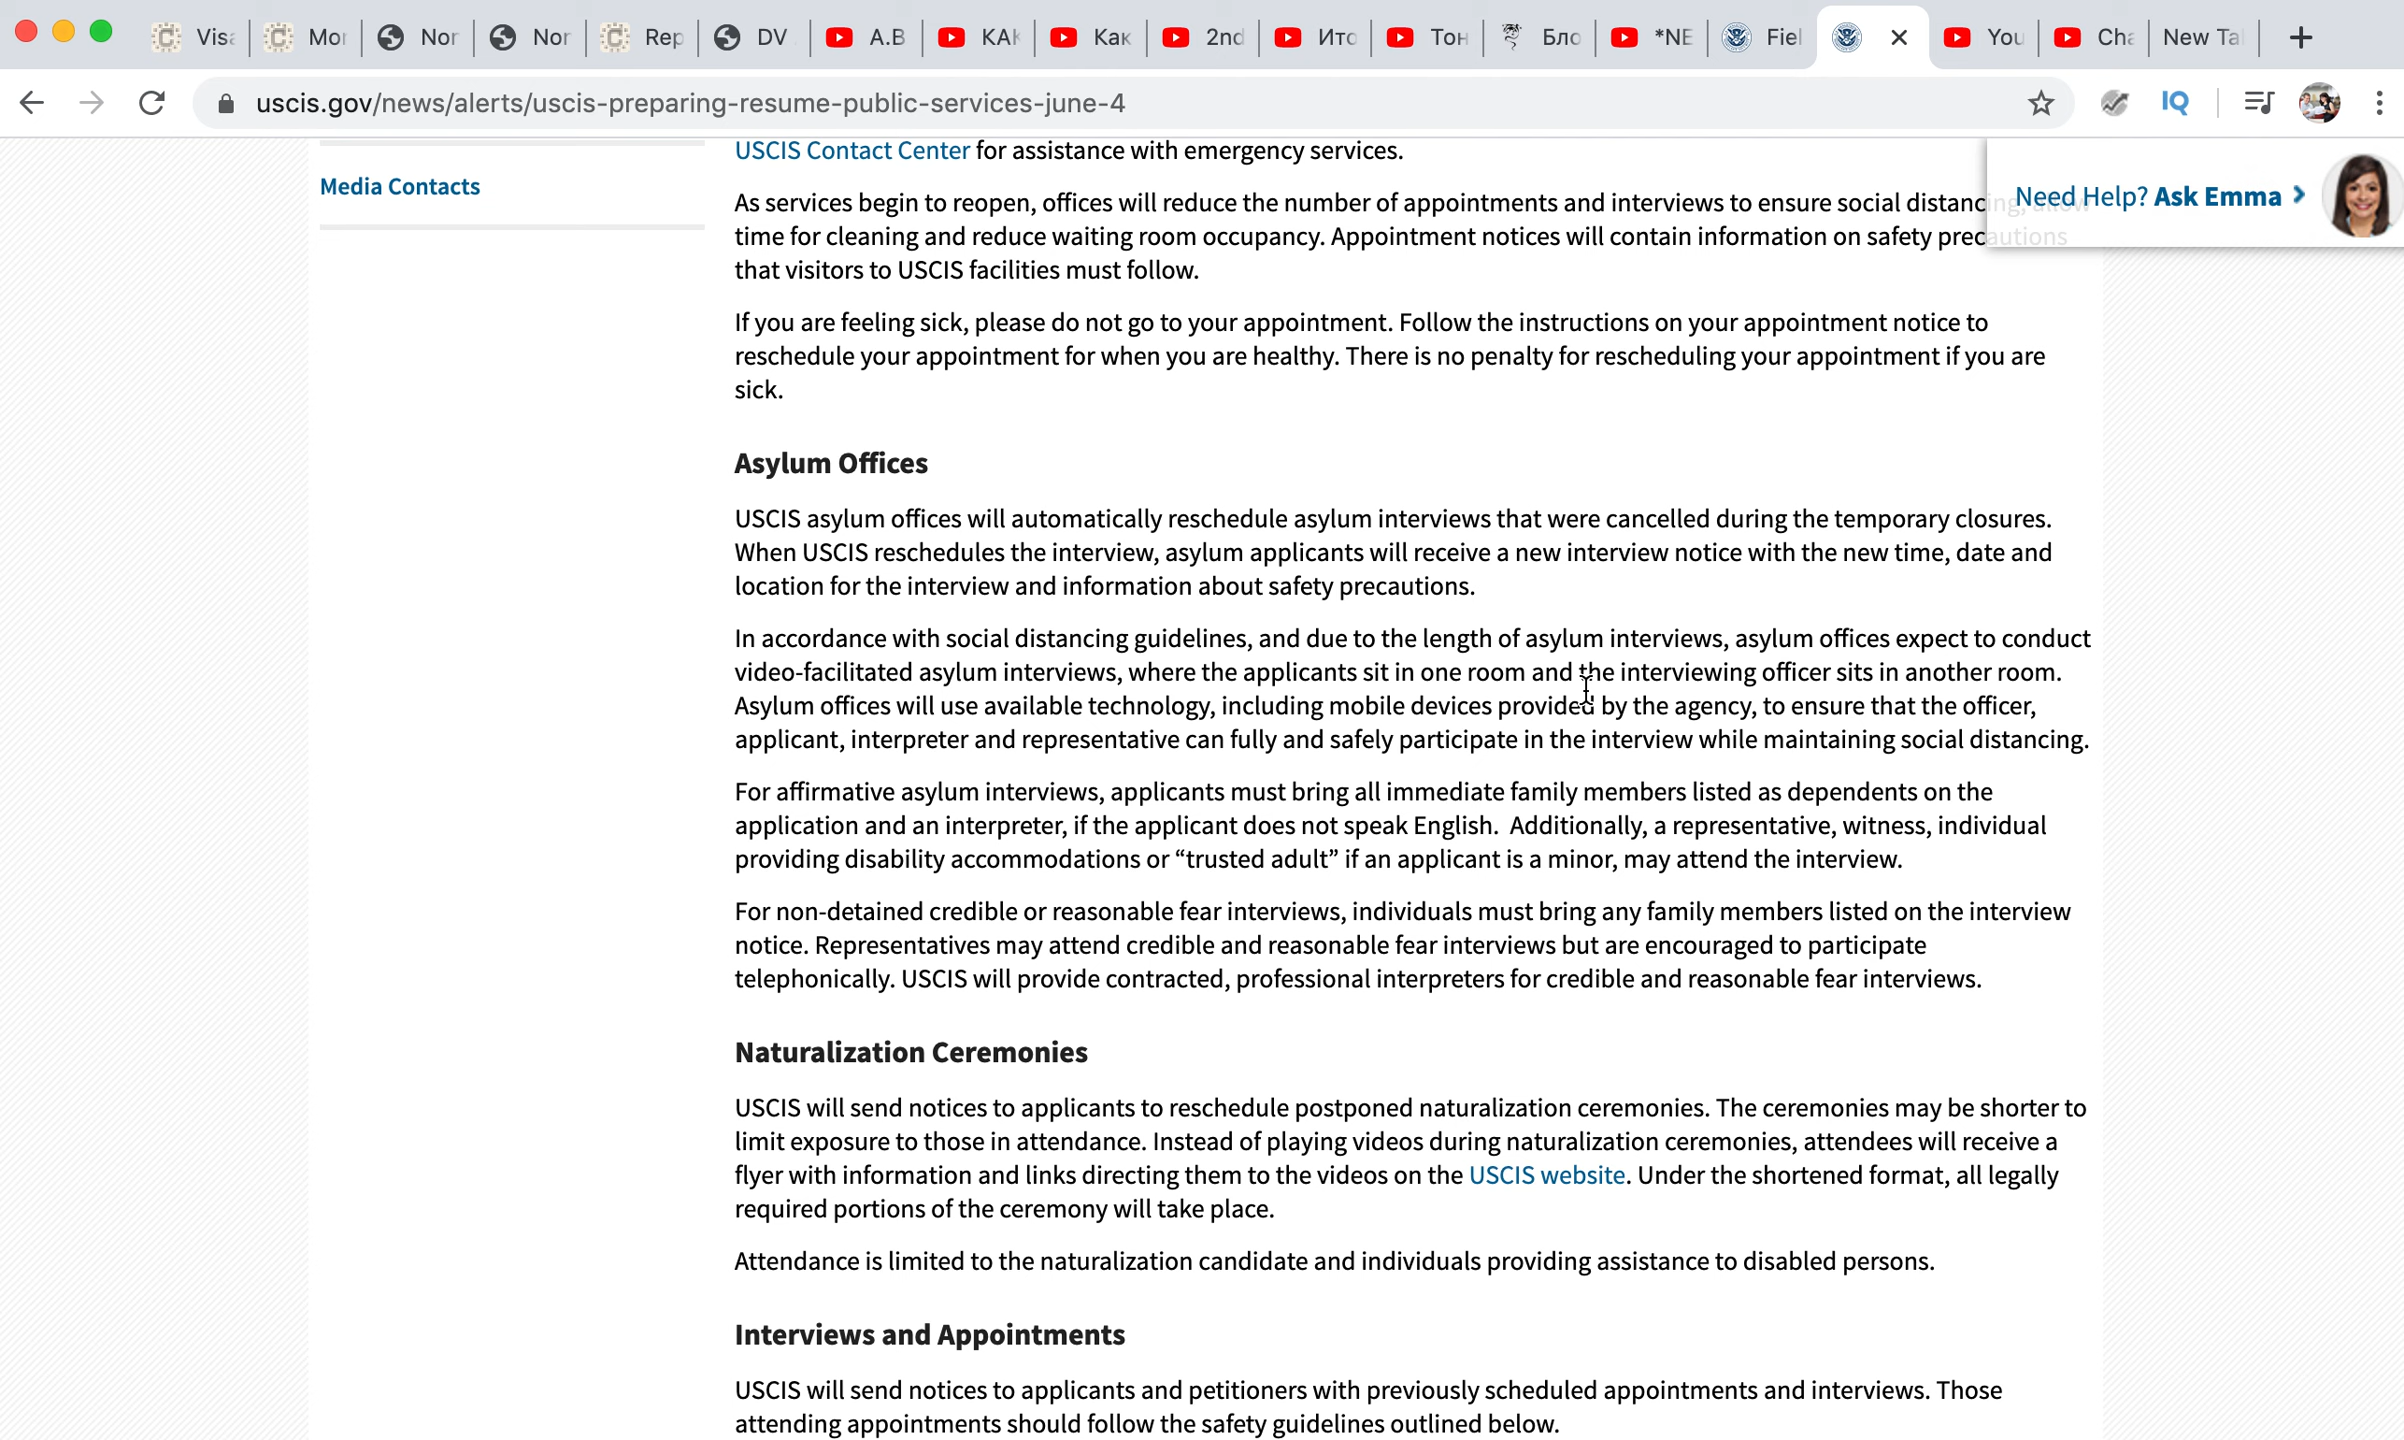 Visa
Mor
Nor
Nor
Rep
DV
A.B
КАК
Как
2nd
Ито
Тон
Бло
*NE
Fiel
You
Cha
New Ta
uscis.gov/news/alerts/uscis-preparing-resume-public-services-june-4
IQ
Media Contacts
Need Help? Ask Emma
USCIS Contact Center for assistance with emergency services.
As services begin to reopen, offices will reduce the number of appointments and interviews to ensure social distancing, allow
time for cleaning and reduce waiting room occupancy. Appointment notices will contain information on safety precautions
that visitors to USCIS facilities must follow.
If you are feeling sick, please do not go to your appointment. Follow the instructions on your appointment notice to
reschedule your appointment for when you are healthy. There is no penalty for rescheduling your appointment if you are
sick.
Asylum Offices
USCIS asylum offices will automatically reschedule asylum interviews that were cancelled during the temporary closures.
When USCIS reschedules the interview, asylum applicants will receive a new interview notice with the new time, date and
location for the interview and information about safety precautions.
In accordance with social distancing guidelines, and due to the length of asylum interviews, asylum offices expect to conduct
video-facilitated asylum interviews, where the applicants sit in one room and the interviewing officer sits in another room.
Asylum offices will use available technology, including mobile devices provided by the agency, to ensure that the officer,
applicant, interpreter and representative can fully and safely participate in the interview while maintaining social distancing.
For affirmative asylum interviews, applicants must bring all immediate family members listed as dependents on the
application and an interpreter, if the applicant does not speak English. Additionally, a representative, witness, individual
providing disability accommodations or “trusted adult” if an applicant is a minor, may attend the interview.
For non-detained credible or reasonable fear interviews, individuals must bring any family members listed on the interview
notice. Representatives may attend credible and reasonable fear interviews but are encouraged to participate
telephonically. USCIS will provide contracted, professional interpreters for credible and reasonable fear interviews.
Naturalization Ceremonies
USCIS will send notices to applicants to reschedule postponed naturalization ceremonies. The ceremonies may be shorter to
limit exposure to those in attendance. Instead of playing videos during naturalization ceremonies, attendees will receive a
flyer with information and links directing them to the videos on the USCIS website. Under the shortened format, all legally
required portions of the ceremony will take place.
Attendance is limited to the naturalization candidate and individuals providing assistance to disabled persons.
Interviews and Appointments
USCIS will send notices to applicants and petitioners with previously scheduled appointments and interviews. Those
attending appointments should follow the safety guidelines outlined below.